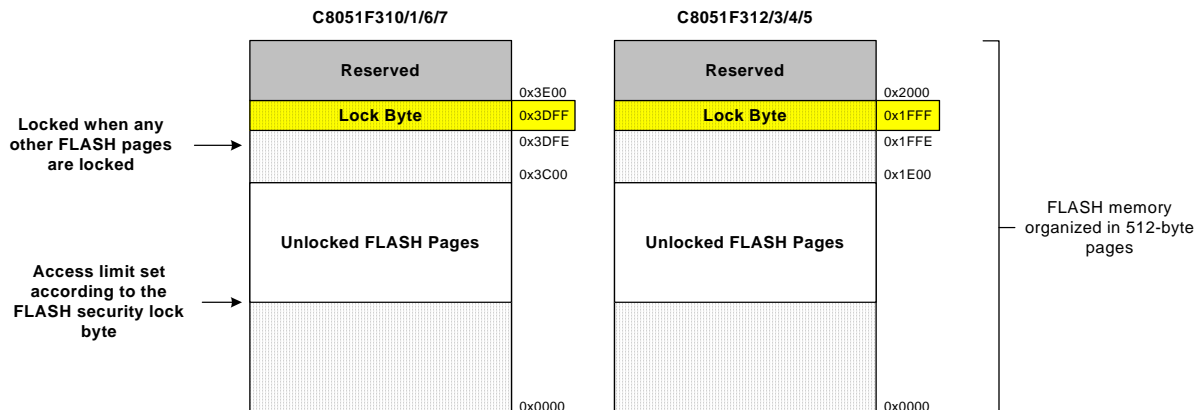 C8051F310/1/6/7
C8051F312/3/4/5
Reserved
0x3E00
Lock Byte
0x3DFF
0x3DFE
0x3C00
Unlocked FLASH Pages
0x0000
Reserved
0x2000
Lock Byte
0x1FFF
0x1FFE
0x1E00
Unlocked FLASH Pages
0x0000
Locked when any
other FLASH pages
are locked
Access limit set
according to the
FLASH security lock
byte
FLASH memory
organized in 512-byte
pages